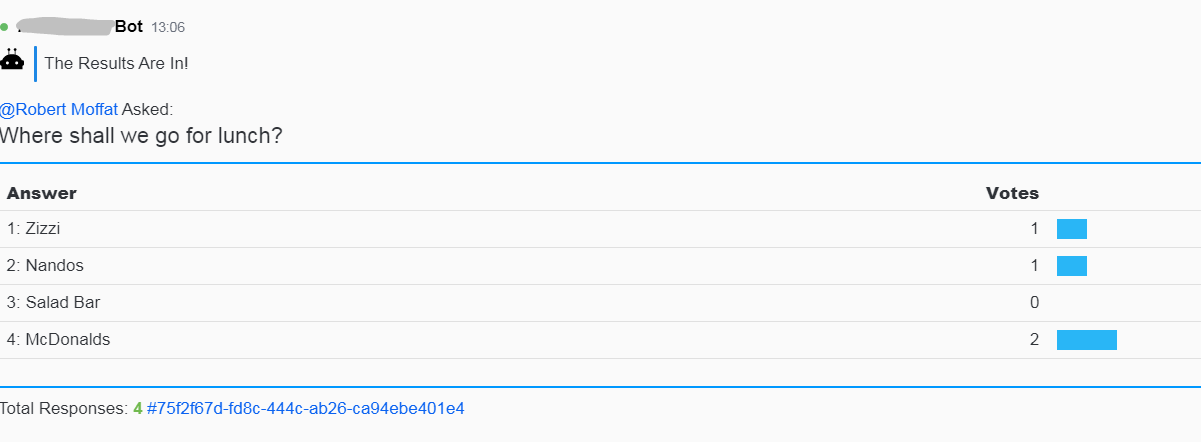 Bot 13:06
The Results Are In!
@Robert Moffat Asked:
Where shall we go for lunch?
Answer Votes
1: Zizzi 1
2: Nandos 1
3: Salad Bar 0
4: McDonalds 2
Total Responses: 4 #75f2f67d-fd8c-444c-ab26-ca94ebe401e4